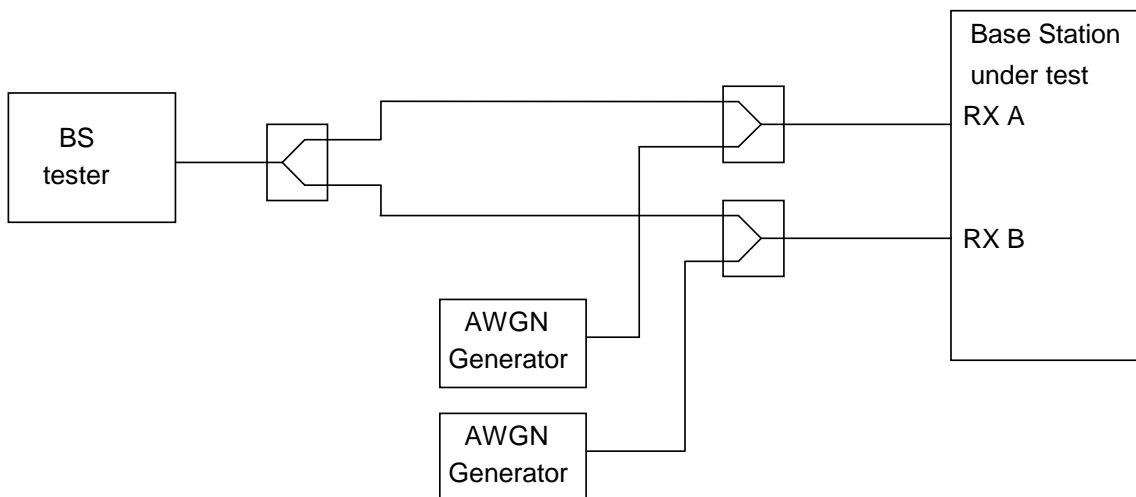 BS
tester
Base Station
under test
RX A
RX B
AWGN
Generator
AWGN
Generator